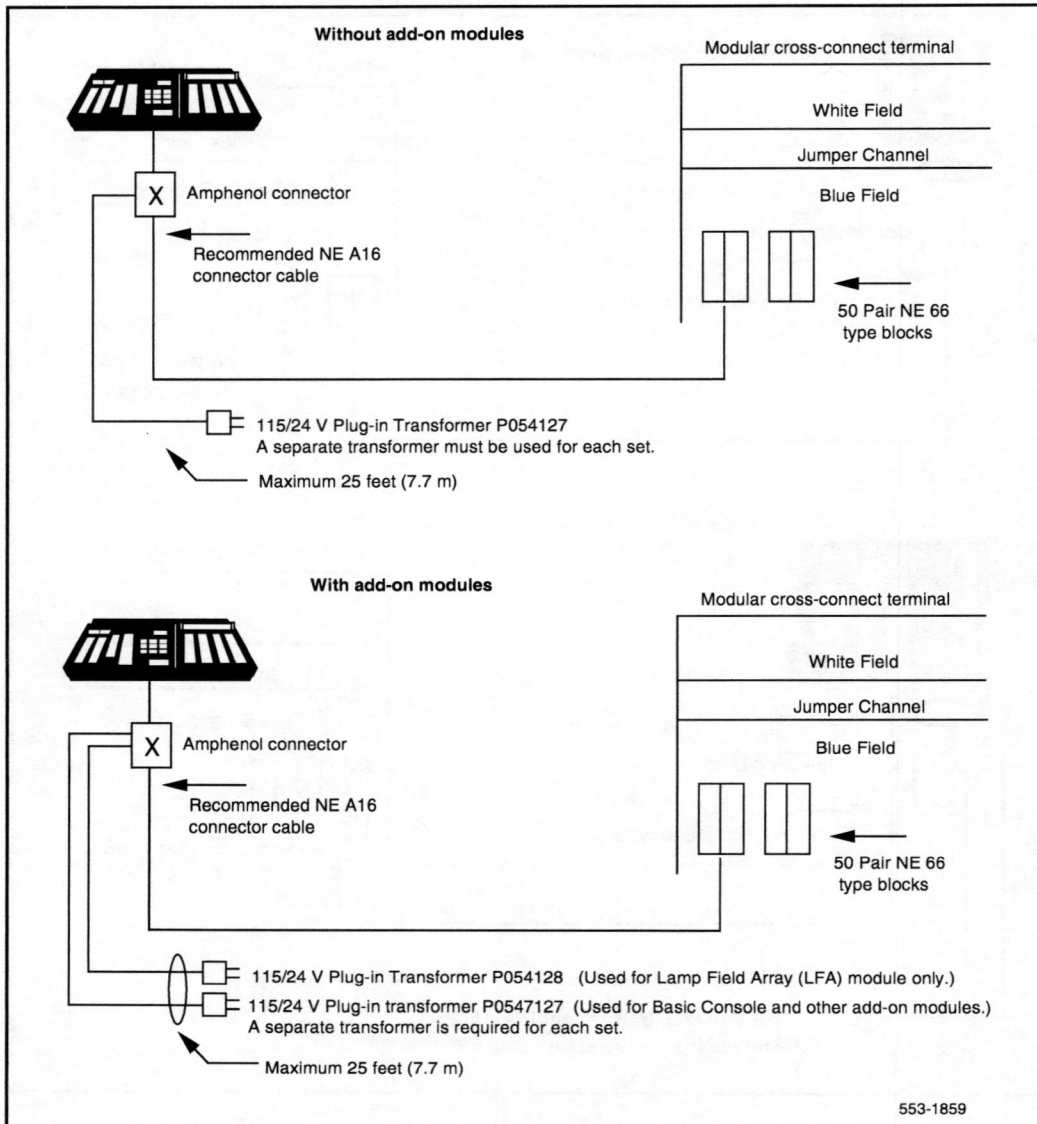 Without add-on modules
Modular cross-connect terminal
White Field
Jumper Channel
Blue Field
X
Amphenol connector
Recommended NE A16
connector cable
50 Pair NE 66
type blocks
115/24 V Plug-in Transformer P054127
A separate transformer must be used for each set.
Maximum 25 feet (7.7 m)
With add-on modules
Modular cross-connect terminal
White Field
Jumper Channel
Blue Field
X
Amphenol connector
Recommended NE A16
connector cable
50 Pair NE 66
type blocks
115/24 V Plug-in Transformer P054128 (Used for Lamp Field Array (LFA) module only.)
115/24 V Plug-in transformer P0547127 (Used for Basic Console and other add-on modules.)
A separate transformer is required for each set.
Maximum 25 feet (7.7 m)
553-1859